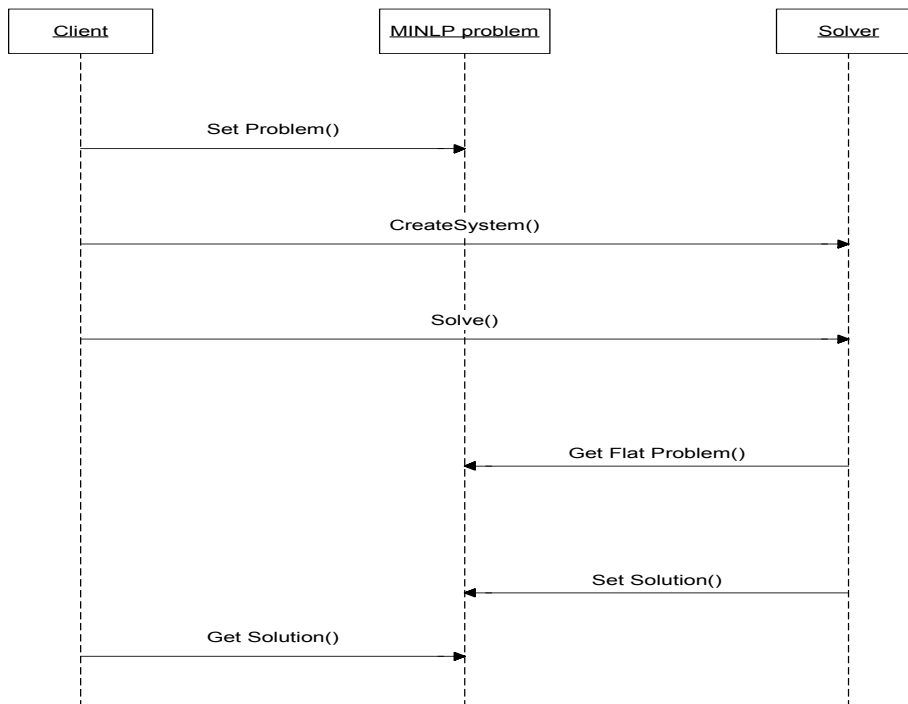 Client
MINLP problem
Solver
Set Problem()
CreateSystem()
Solve()
Get Flat Problem()
Set Solution()
Get Solution()